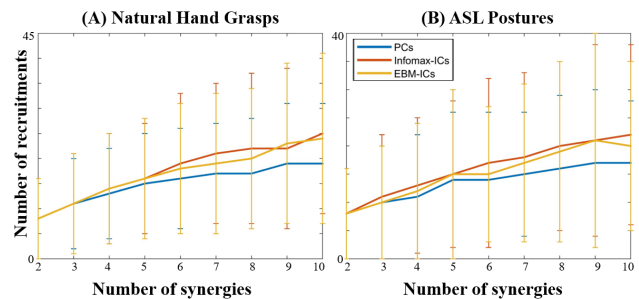 (A) Natural Hand Grasps
(B) ASL Postures
Number of recruitments
45
0
2 3 4 5 6 7 8 9 10
Number of synergies
40
0
PCs
Infomax-ICs
EBM-ICs
2 3 4 5 6 7 8 9 10
Number of synergies